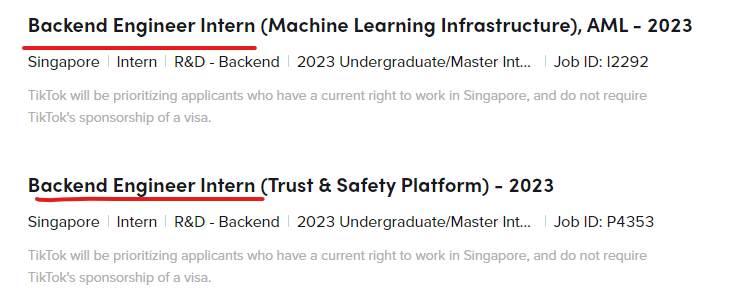 Backend Engineer Intern (Machine Learning Infrastructure), AML - 2023
Singapore | Intern | R&D - Backend | 2023 Undergraduate/Master Int... | Job ID: I2292
TikTok will be prioritizing applicants who have a current right to work in Singapore, and do not require
TikTok's sponsorship of a visa.
Backend Engineer Intern (Trust & Safety Platform) - 2023
Singapore | Intern | R&D - Backend | 2023 Undergraduate/Master Int... | Job ID: P4353
TikTok will be prioritizing applicants who have a current right to work in Singapore, and do not require
TikTok's sponsorship of a visa.